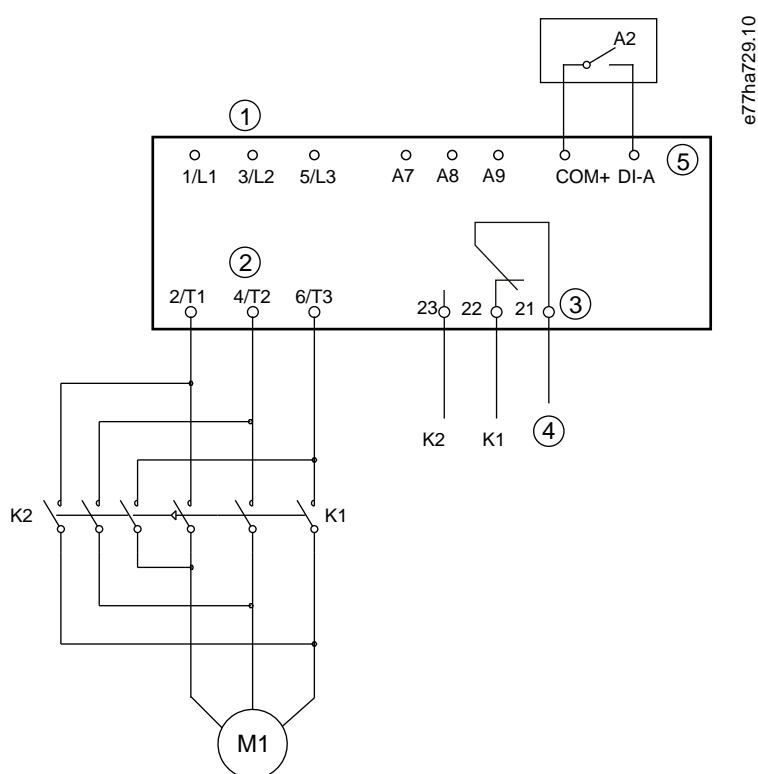 A2
e77ha729.10
1
1/L1 3/L2 5/L3 A7 A8 A9 COM+ DI-A 5
2
2/T1 4/T2 6/T3 23 22 21 3
K2 K1 4
K2 K1
M1